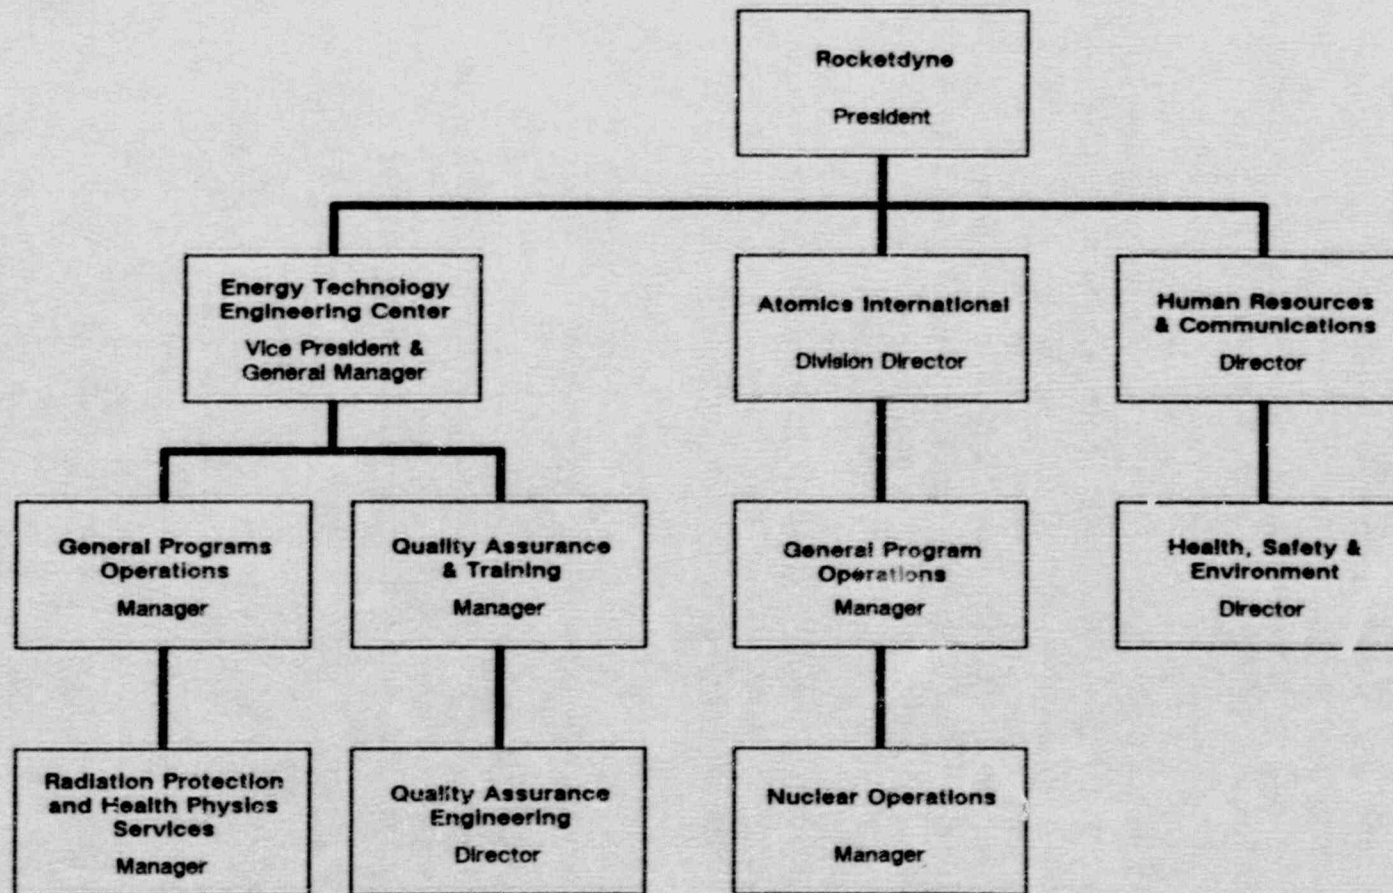 Rocketdyne
President
Energy Technology
Engineering Center
Vice President &
General Manager
Atomics International
Division Director
Human Resources
& Communications
Director
General Programs
Operations
Manager
Quality Assurance
& Training
Manager
General Program
Operations
Manager
Health, Safety &
Environment
Director
Radiation Protection
and Health Physics
Services
Manager
Quality Assurance
Engineering
Director
Nuclear Operations
Manager